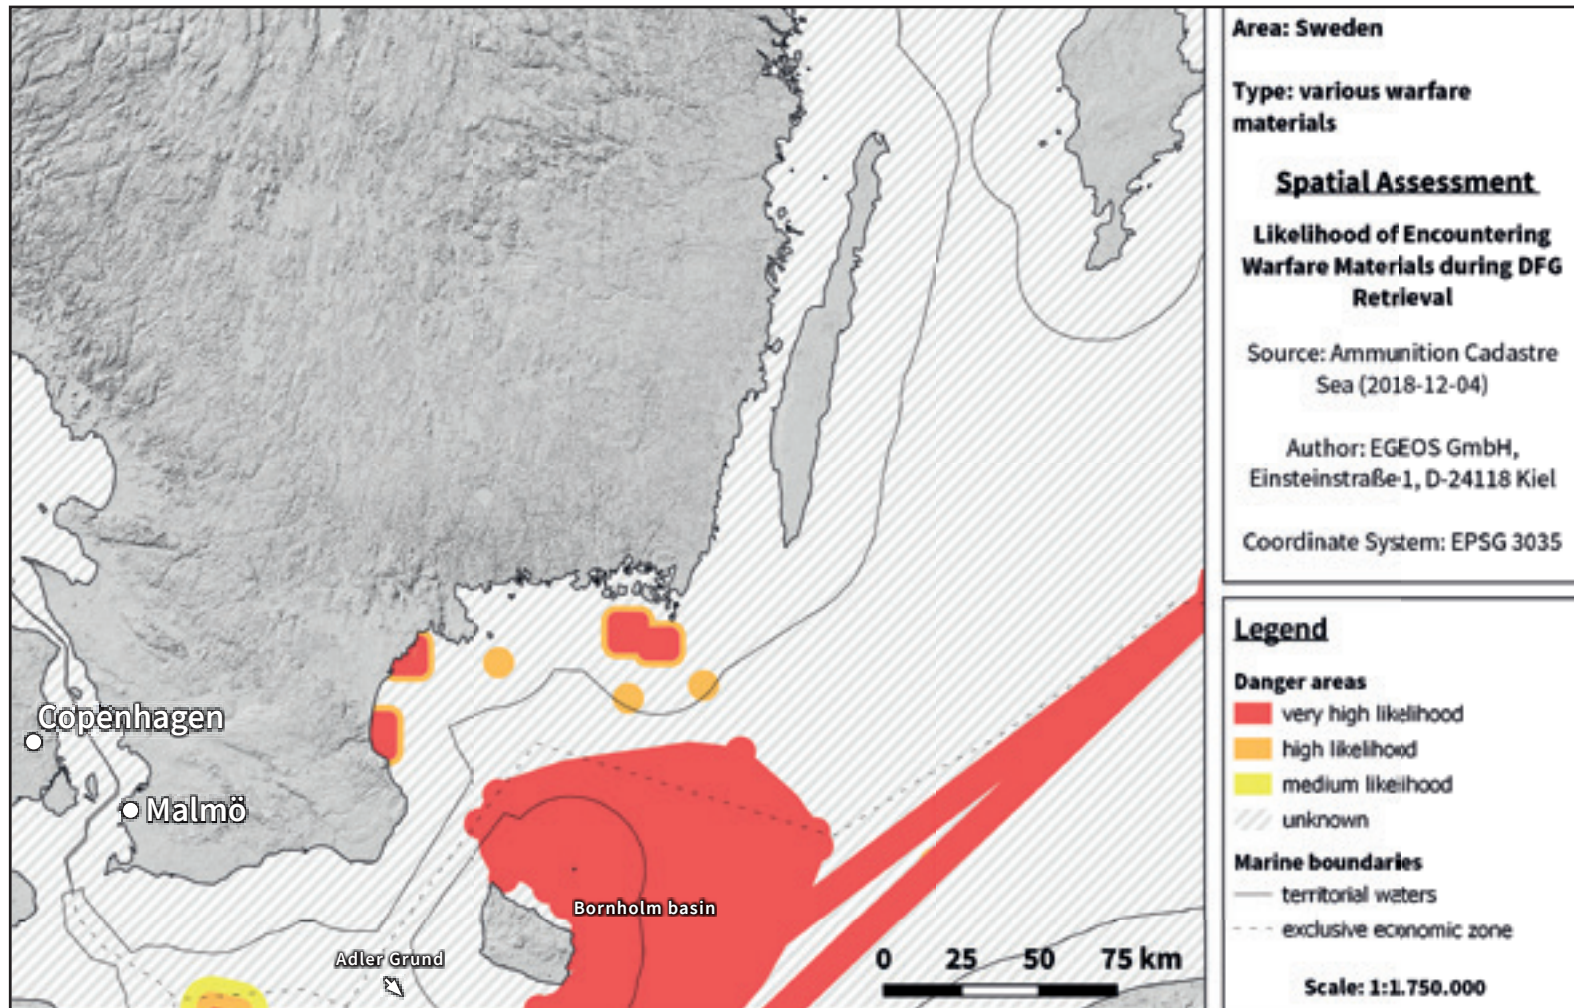 Area: Sweden
Type: various warfare
materials
Spatial Assessment
Likelihood of Encountering
Warfare Materials during DFG
Retrieval
Source: Ammunition Cadastre
Sea (2018-12-04)
Author: EGEOS GmbH,
Einsteinstraße 1, D-24118 Kiel
Coordinate System: EPSG 3035
Legend
Danger areas
very high likelihood
high likelihood
medium likelihood
unknown
Marine boundaries
territorial waters
exclusive economic zone
Scale: 1:1.750.000
Copenhagen
Malmö
Bornholm basin
Adler Grund
0 25 50 75 km